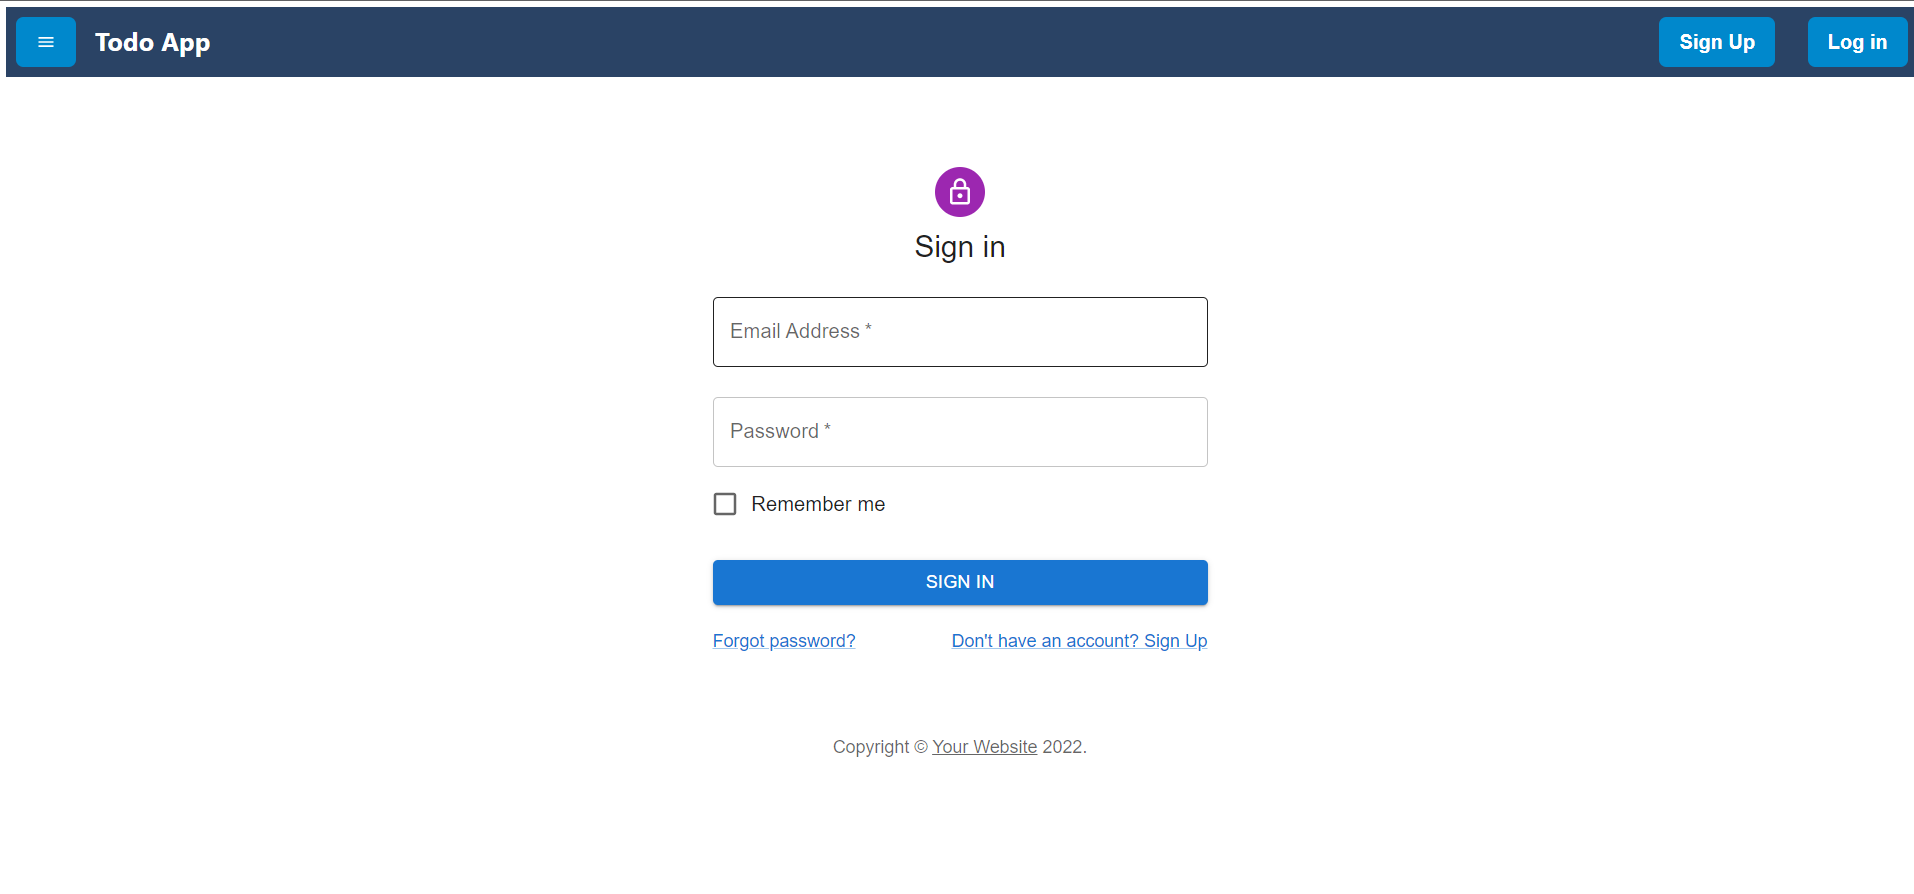 Todo App
Sign Up
Log in
Sign in
Email Address *
Password *
Remember me
SIGN IN
Forgot password?
Don't have an account? Sign Up
Copyright © Your Website 2022.